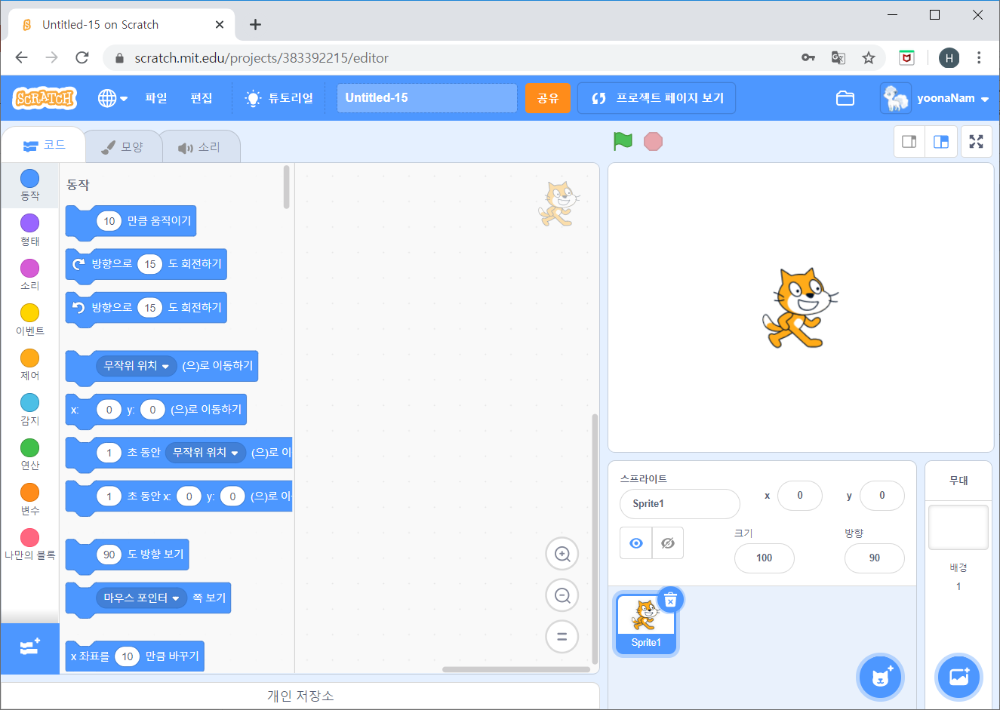 Untitled-15 on Scratch
scratch.mit.edu/projects/383392215/editor
H
SCRATCH 파일 편집 튜토리얼 Untitled-15 공유 프로젝트 페이지 보기 yoonaNam
코드 모양 소리
동작
형태
소리
이벤트
제어
감지
연산
변수
나만의 블록
동작
10 만큼 움직이기
방향으로 15 도 회전하기
방향으로 15 도 회전하기
무작위 위치 (으)로 이동하기
x: 0 y: 0 (으)로 이동하기
1 초 동안 무작위 위치 (으)로 이
1 초 동안 x: 0 y: 0 (으)로 이
90 도 방향 보기
마우스 포인터 쪽 보기
x 좌표를 10 만큼 바꾸기
개인 저장소
스프라이트
Sprite1
x 0 y 0
크기 방향
100 90
Sprite1
무대
배경
1